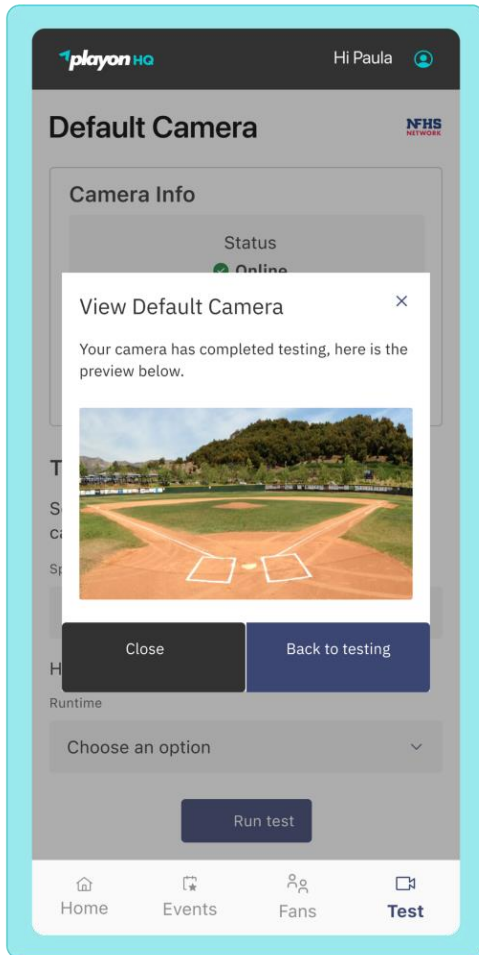 playon HQ
Hi Paula
Default Camera
NFHS
NETWORK
Camera Info
Status
Online
View Default Camera
Your camera has completed testing, here is the
preview below.
Close
Back to testing
Runtime
Choose an option
Run test
Home
Events
Fans
Test